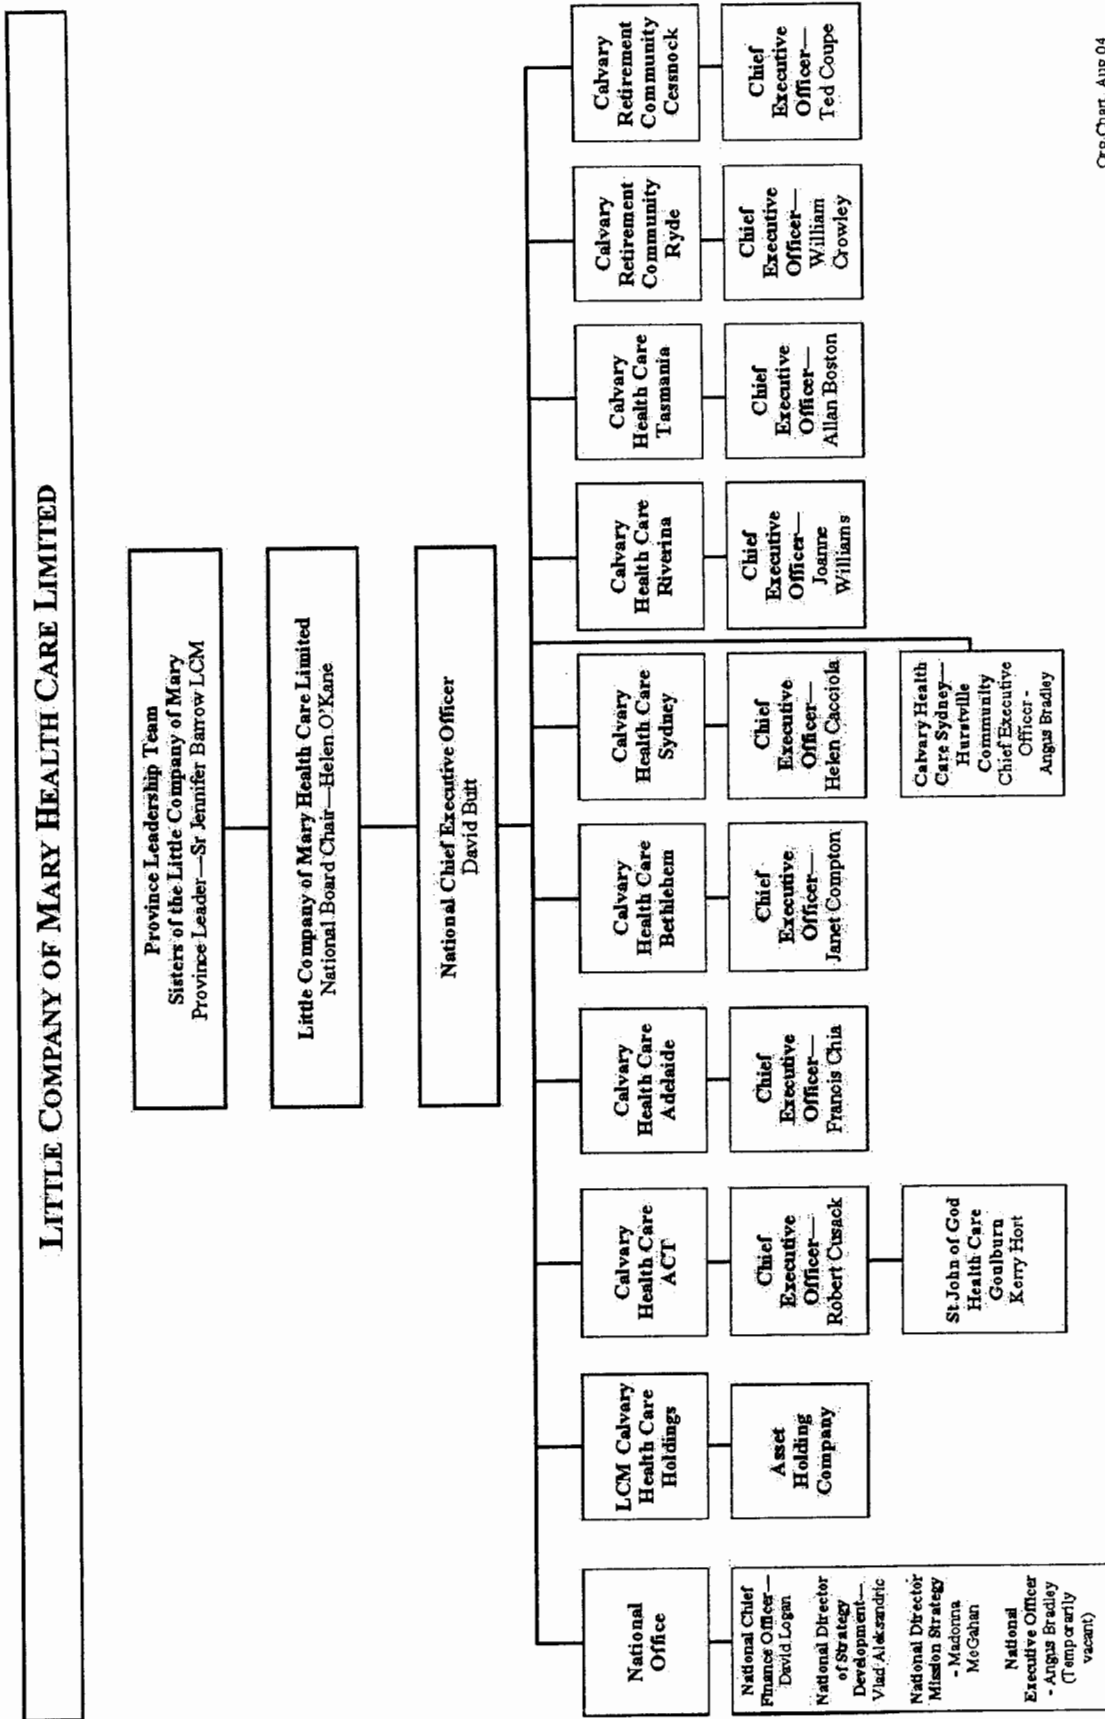 LITTLE COMPANY OF MARY HEALTH CARE LIMITED
Province Leadership Team
Sisters of the Little Company of Mary
Province Leader—Sr Jennifer Barrow LCM
Little Company of Mary Health Care Limited
National Board Chair—Helen O'Kane
National Chief Executive Officer
David Butt
National
Office
National Chief
Finance Officer—
David Logan
National Director
of Strategy
Development—
Vlad Aleksandric
National Director
Mission Strategy
- Madonna
McGahan
National
Executive Officer
- Angus Bradley
(Temporarily
vacant)
LCM Calvary
Health Care
Holdings
Asset
Holding
Company
Calvary
Health Care
ACT
Chief
Executive
Officer—
Robert Cusack
St John of God
Health Care
Goulburn
Kerry Hort
Calvary
Health Care
Adelaide
Chief
Executive
Officer—
Francis Chia
Calvary
Health Care
Bethlehem
Chief
Executive
Officer—
Janet Compton
Calvary
Health Care
Sydney
Chief
Executive
Officer—
Helen Cacciola
Calvary Health
Care Sydney—
Hurstville
Community
Chief Executive
Officer -
Angus Bradley
Calvary
Health Care
Riverina
Chief
Executive
Officer—
Joanne
Williams
Calvary
Health Care
Tasmania
Chief
Executive
Officer—
Allan Boston
Calvary
Retirement
Community
Ryde
Chief
Executive
Officer—
William
Crowley
Calvary
Retirement
Community
Cessnock
Chief
Executive
Officer—
Ted Coupe
Org Chart Aug 04